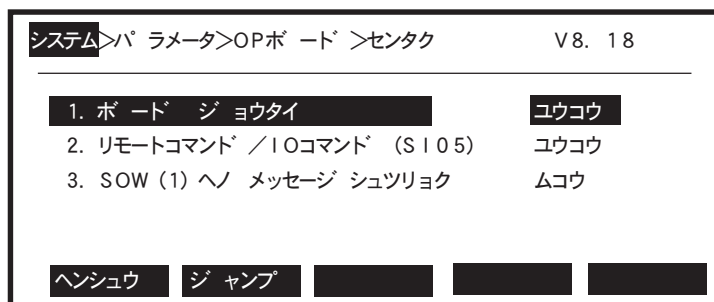 システム>パラメータ>OPボード>センタク V8. 18
1. ボード ジョウタイ ユウコウ
2. リモートコマンド/IOコマンド (SI05) ユウコウ
3. SOW(1)ヘノ メッセージ シュツリョク ムコウ
ヘンシュウ ジャンプ